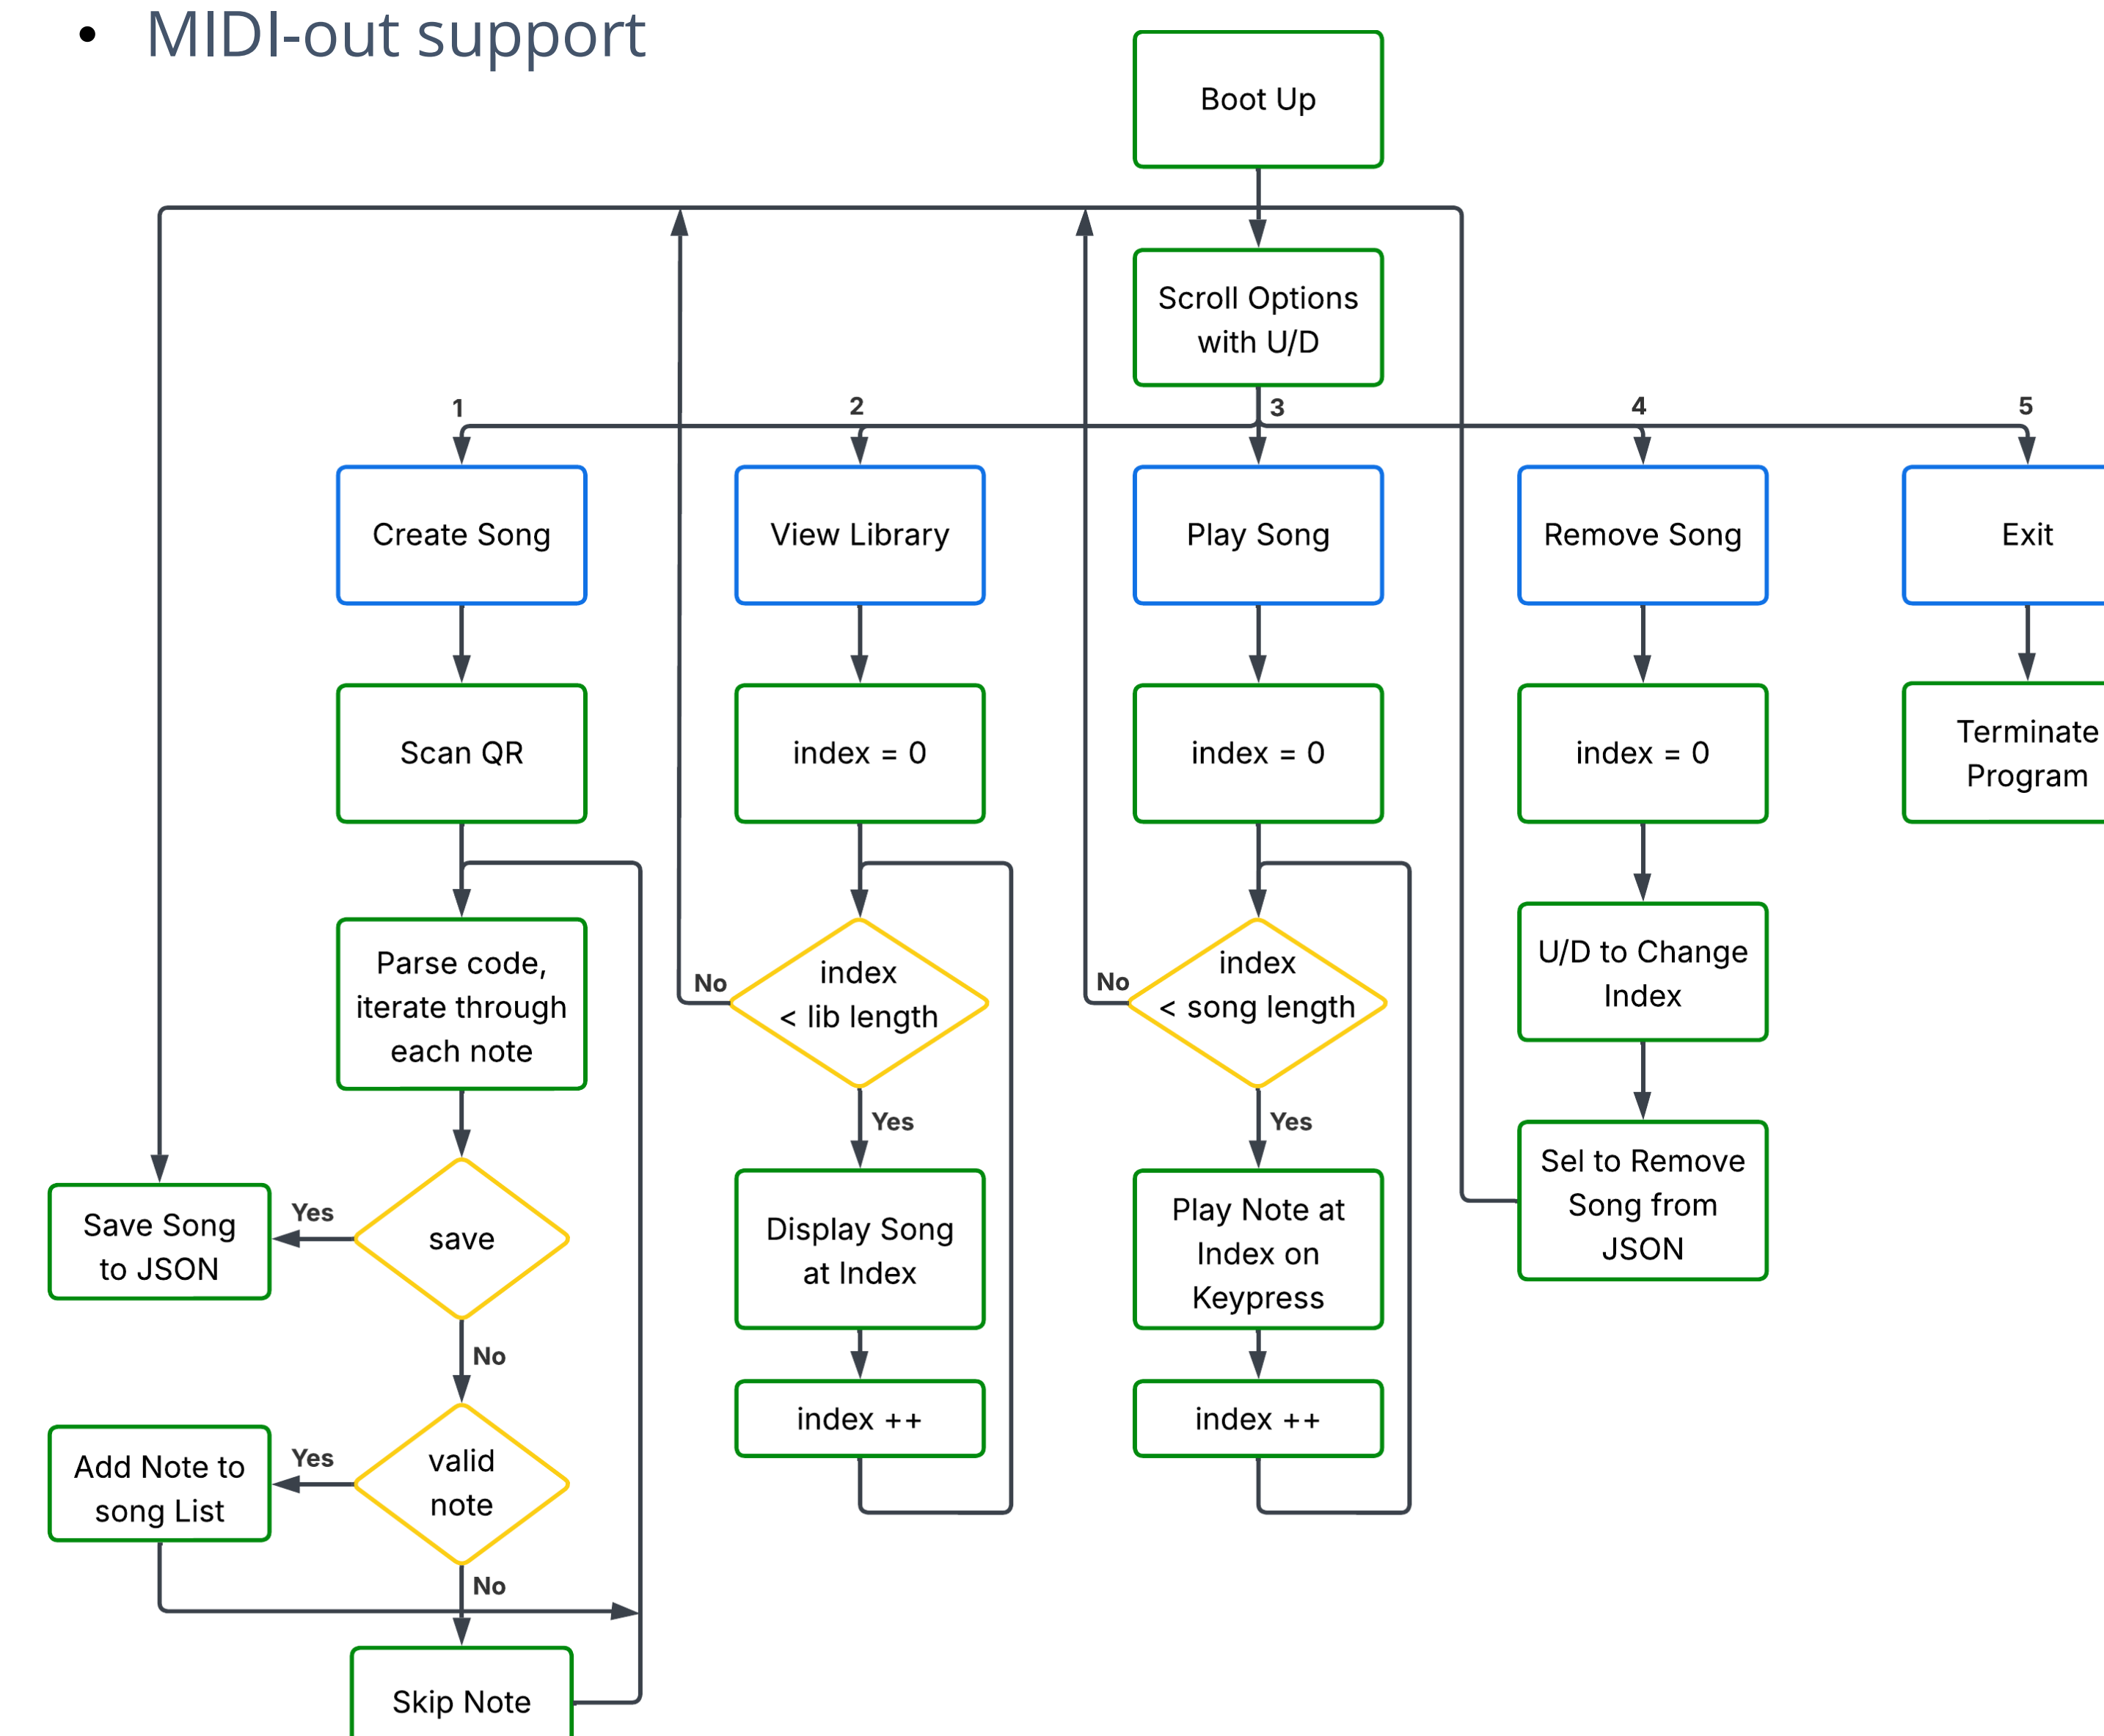 • MIDI-out support
Boot Up
Scroll Options
with U/D
1
2
3
4
5
Create Song
View Library
Play Song
Remove Song
Exit
Scan QR
index = 0
index = 0
index = 0
Terminate
Program
Parse code,
iterate through
each note
No
index
< lib length
No
index
< song length
U/D to Change
Index
Yes
Yes
Save Song
to JSON
Yes
save
Display Song
at Index
Play Note at
Index on
Keypress
Sel to Remove
Song from
JSON
No
index ++
index ++
Add Note to
song List
Yes
valid
note
No
Skip Note